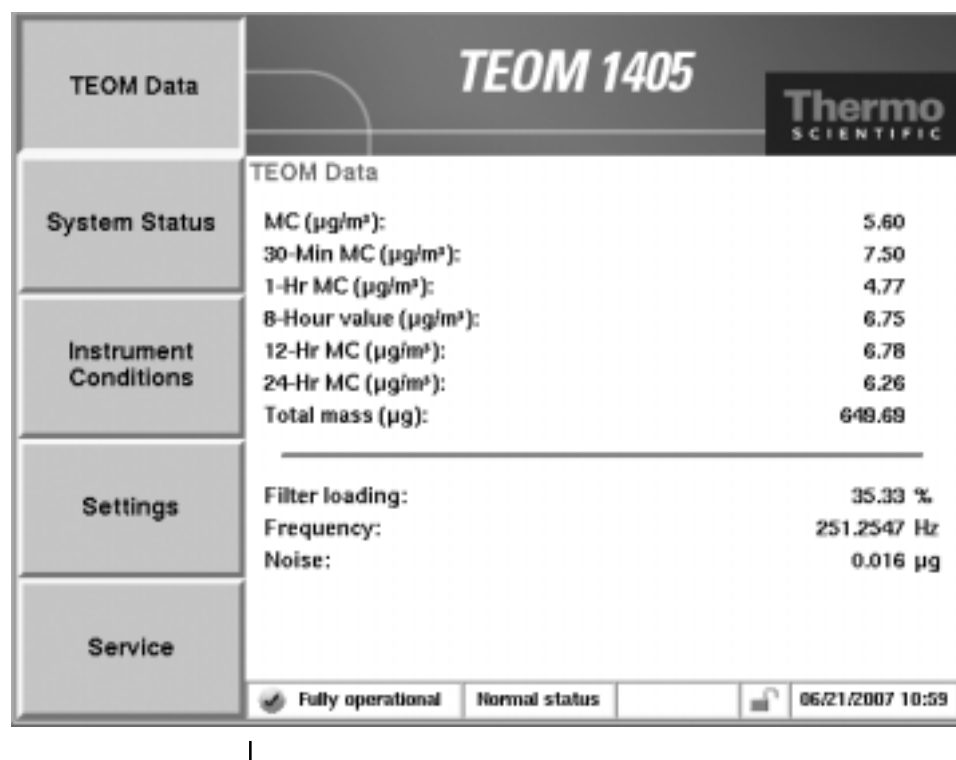 TEOM Data
TEOM 1405
Thermo
SCIENTIFIC
TEOM Data
System Status
MC (µg/m³): 5.60
30-Min MC (µg/m³): 7.50
1-Hr MC (µg/m³): 4.77
8-Hour value (µg/m³): 6.75
Instrument
Conditions
12-Hr MC (µg/m³): 6.78
24-Hr MC (µg/m³): 6.26
Total mass (µg): 649.69
Settings
Filter loading: 35.33 %
Frequency: 251.2547 Hz
Noise: 0.016 µg
Service
Fully operational Normal status 06/21/2007 10:59